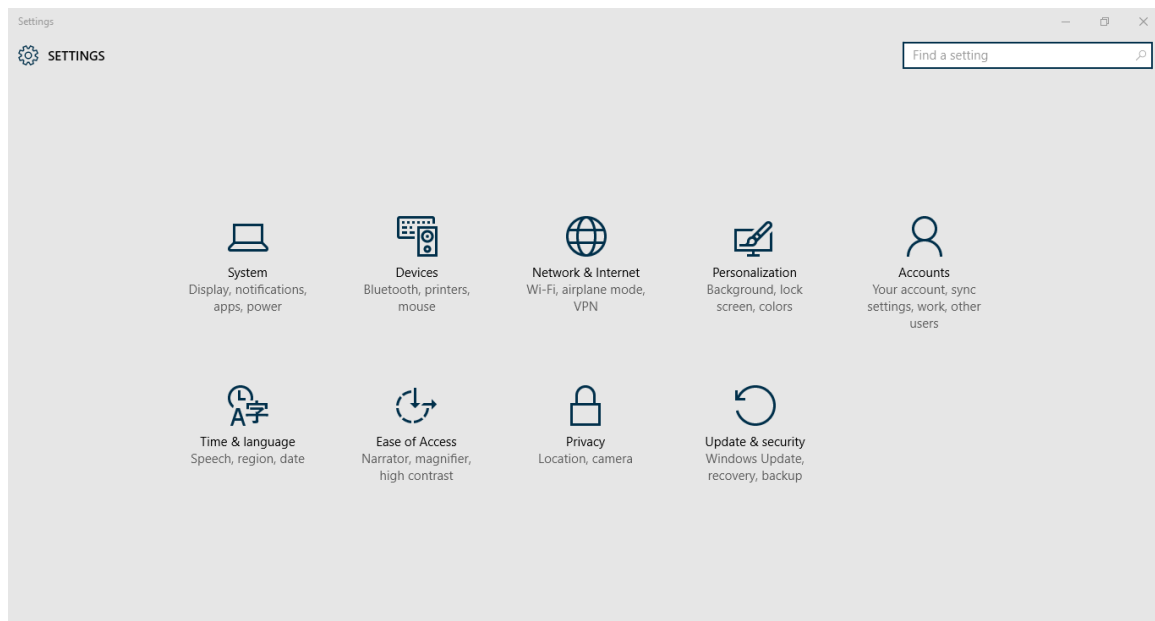 Settings
SETTINGS
Find a setting
System
Display, notifications,
apps, power
Devices
Bluetooth, printers,
mouse
Network & Internet
Wi-Fi, airplane mode,
VPN
Personalization
Background, lock
screen, colors
Accounts
Your account, sync
settings, work, other
users
Time & language
Speech, region, date
Ease of Access
Narrator, magnifier,
high contrast
Privacy
Location, camera
Update & security
Windows Update,
recovery, backup